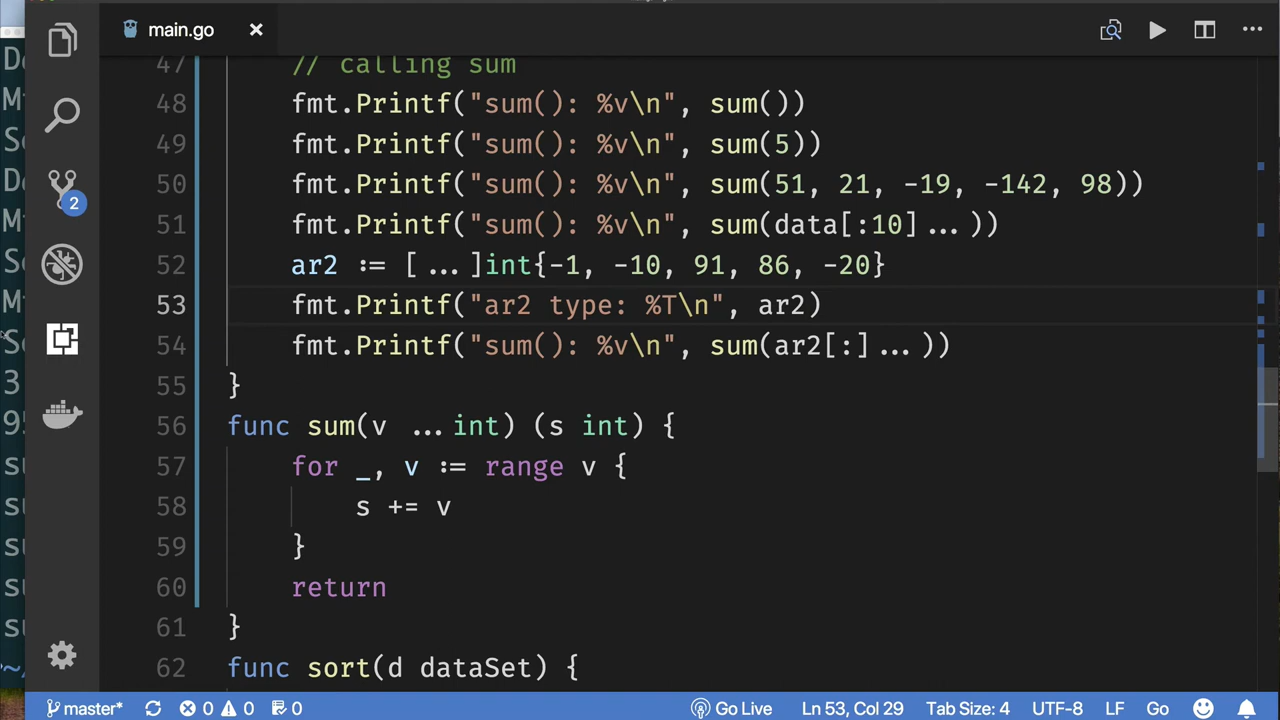 main.go
47 // calling sum
48 fmt.Printf("sum(): %v\n", sum())
49 fmt.Printf("sum(): %v\n", sum(5))
50 fmt.Printf("sum(): %v\n", sum(51, 21, -19, -142, 98))
51 fmt.Printf("sum(): %v\n", sum(data[:10]...))
52 ar2 := [...]int{-1, -10, 91, 86, -20}
53 fmt.Printf("ar2 type: %T\n", ar2)
54 fmt.Printf("sum(): %v\n", sum(ar2[:]...))
55 }
56 func sum(v ...int) (s int) {
57 for _, v := range v {
58 s += v
59 }
60 return
61 }
62 func sort(d dataSet) {
2
master* 0 0 0 Go Live Ln 53, Col 29 Tab Size: 4 UTF-8 LF Go